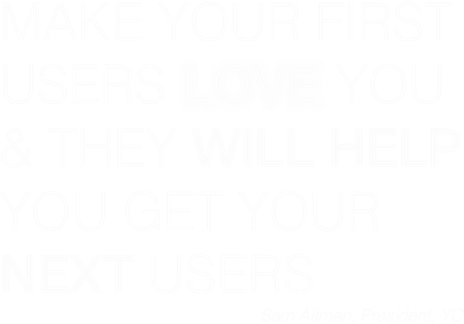 MAKE YOUR FIRST
USERS LOVE YOU
& THEY WILL HELP
YOU GET YOUR
NEXT USERS
Sam Altman, President, YC